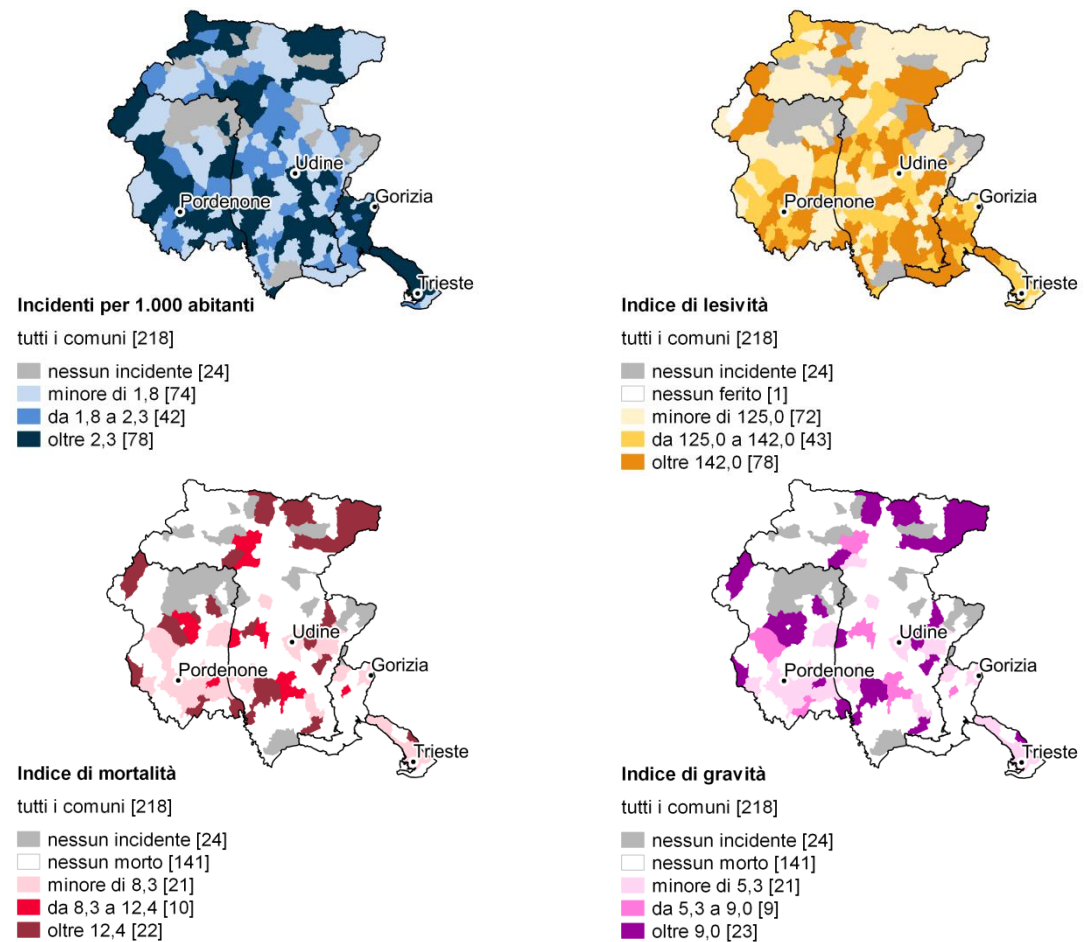 Udine
Pordenone
Gorizia
Trieste
Incidenti per 1.000 abitanti
tutti i comuni [218]
nessun incidente [24]
minore di 1,8 [74]
da 1,8 a 2,3 [42]
oltre 2,3 [78]
Udine
Pordenone
Gorizia
Trieste
Indice di lesività
tutti i comuni [218]
nessun incidente [24]
nessun ferito [1]
minore di 125,0 [72]
da 125,0 a 142,0 [43]
oltre 142,0 [78]
Udine
Pordenone
Gorizia
Trieste
Indice di mortalità
tutti i comuni [218]
nessun incidente [24]
nessun morto [141]
minore di 8,3 [21]
da 8,3 a 12,4 [10]
oltre 12,4 [22]
Udine
Pordenone
Gorizia
Trieste
Indice di gravità
tutti i comuni [218]
nessun incidente [24]
nessun morto [141]
minore di 5,3 [21]
da 5,3 a 9,0 [9]
oltre 9,0 [23]